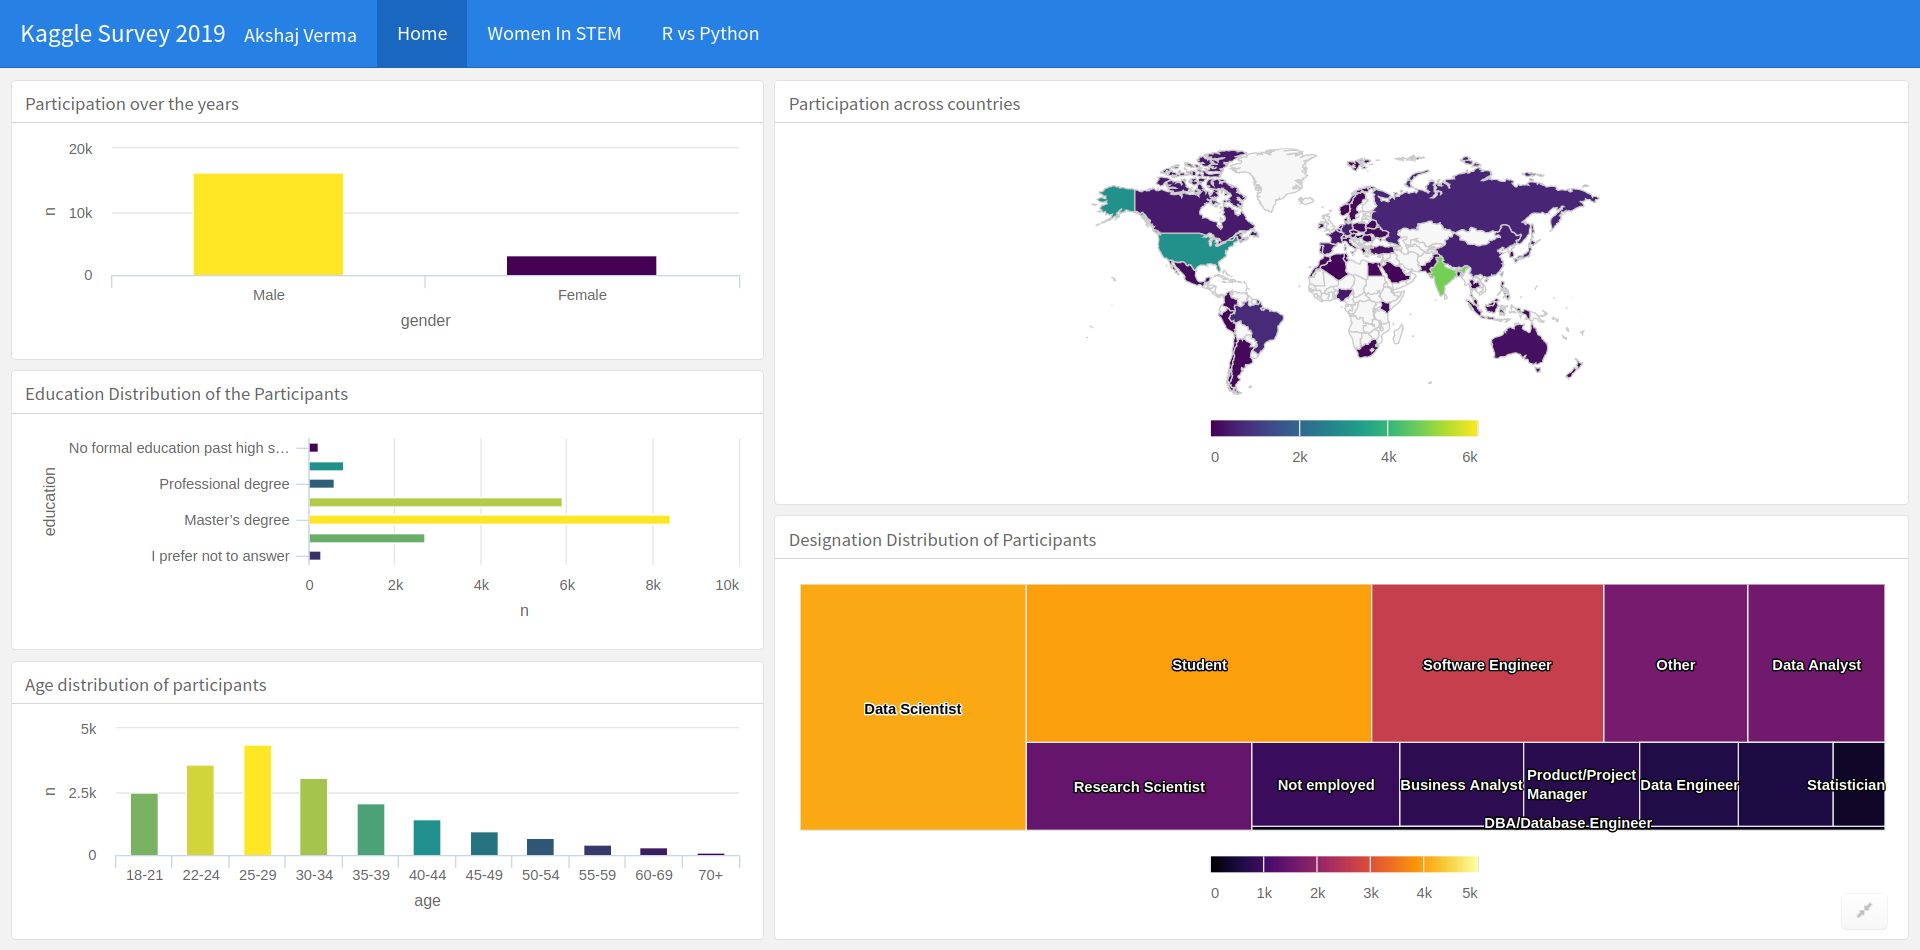 Kaggle Survey 2019 Akshaj Verma Home Women In STEM R vs Python
Participation over the years
20k
10k
0
n
Male Female
gender
Education Distribution of the Participants
No formal education past high s…
Professional degree
Master’s degree
I prefer not to answer
education
0 2k 4k 6k 8k 10k
n
Age distribution of participants
5k
2.5k
0
n
18-21 22-24 25-29 30-34 35-39 40-44 45-49 50-54 55-59 60-69 70+
age
Participation across countries
0 2k 4k 6k
Designation Distribution of Participants
Data Scientist
Student
Software Engineer
Other
Data Analyst
Research Scientist
Not employed
Business Analyst
Product/Project
Manager
Data Engineer
Statistician
DBA/Database Engineer
0 1k 2k 3k 4k 5k